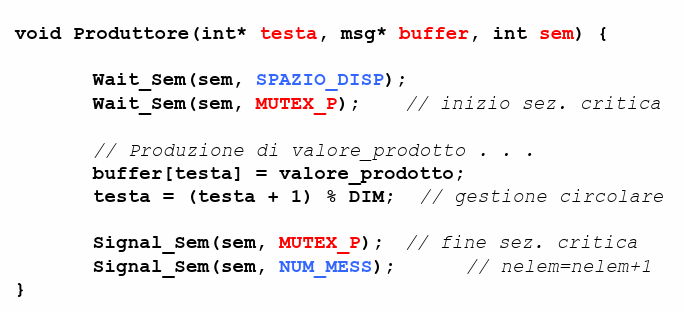 void Produttore(int* testa, msg* buffer, int sem) {
Wait_Sem(sem, SPAZIO_DISP);
Wait_Sem(sem, MUTEX_P); // inizio sez. critica
// Produzione di valore_prodotto . . .
buffer[testa] = valore_prodotto;
testa = (testa + 1) % DIM; // gestione circolare
Signal_Sem(sem, MUTEX_P); // fine sez. critica
Signal_Sem(sem, NUM_MESS); // nelem=nelem+1
}